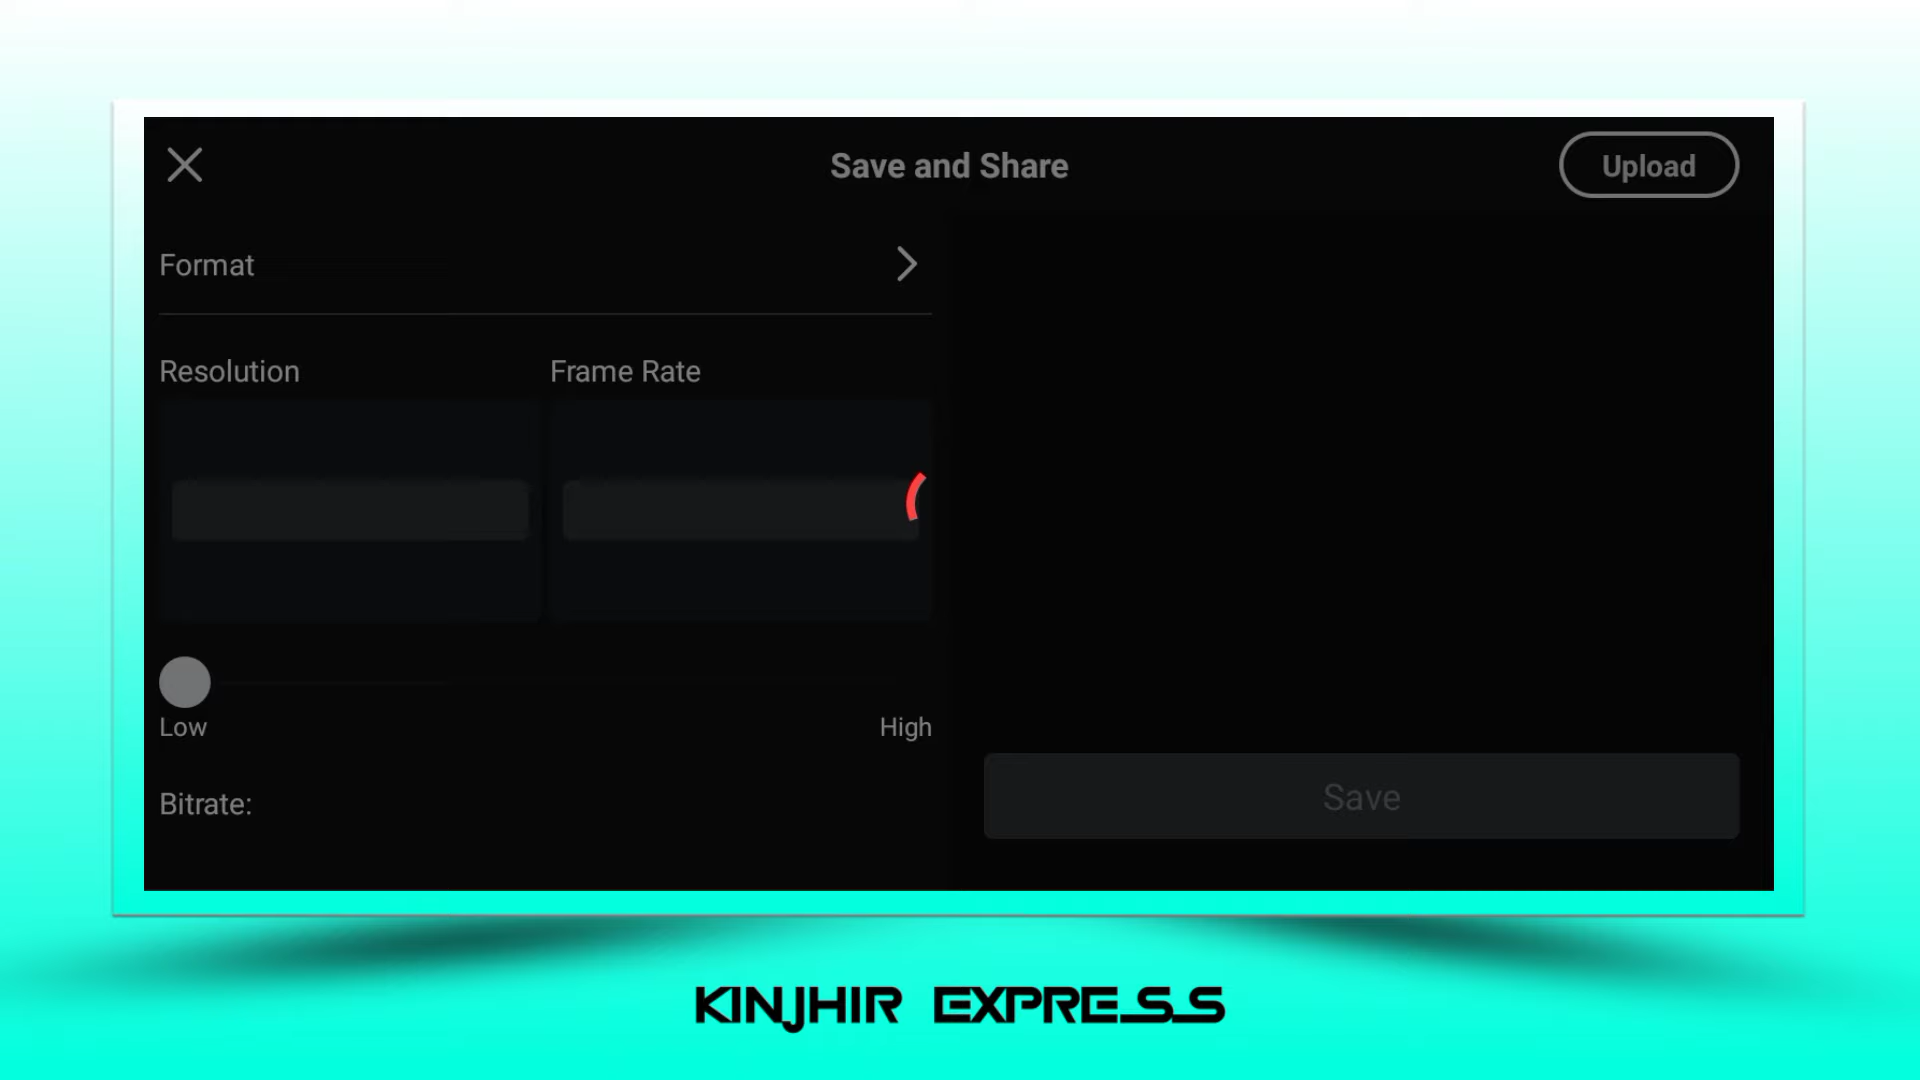 Save and Share
Upload
Format
Resolution
Frame Rate
Low
High
Bitrate:
Save
KINJHIR EXPRESS